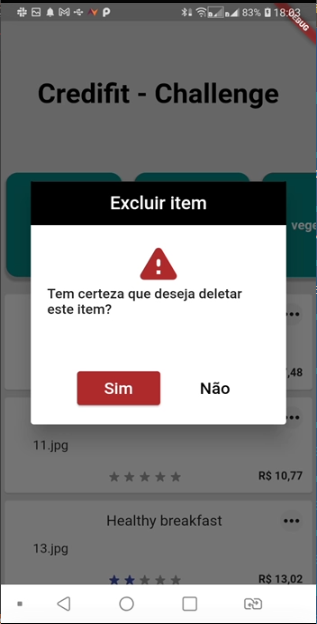 83% 18:03
Credifit - Challenge
vege
Excluir item
Tem certeza que deseja deletar
este item?
,48
Sim Não
11.jpg
R$ 10,77
Healthy breakfast
13.jpg
R$ 13,02